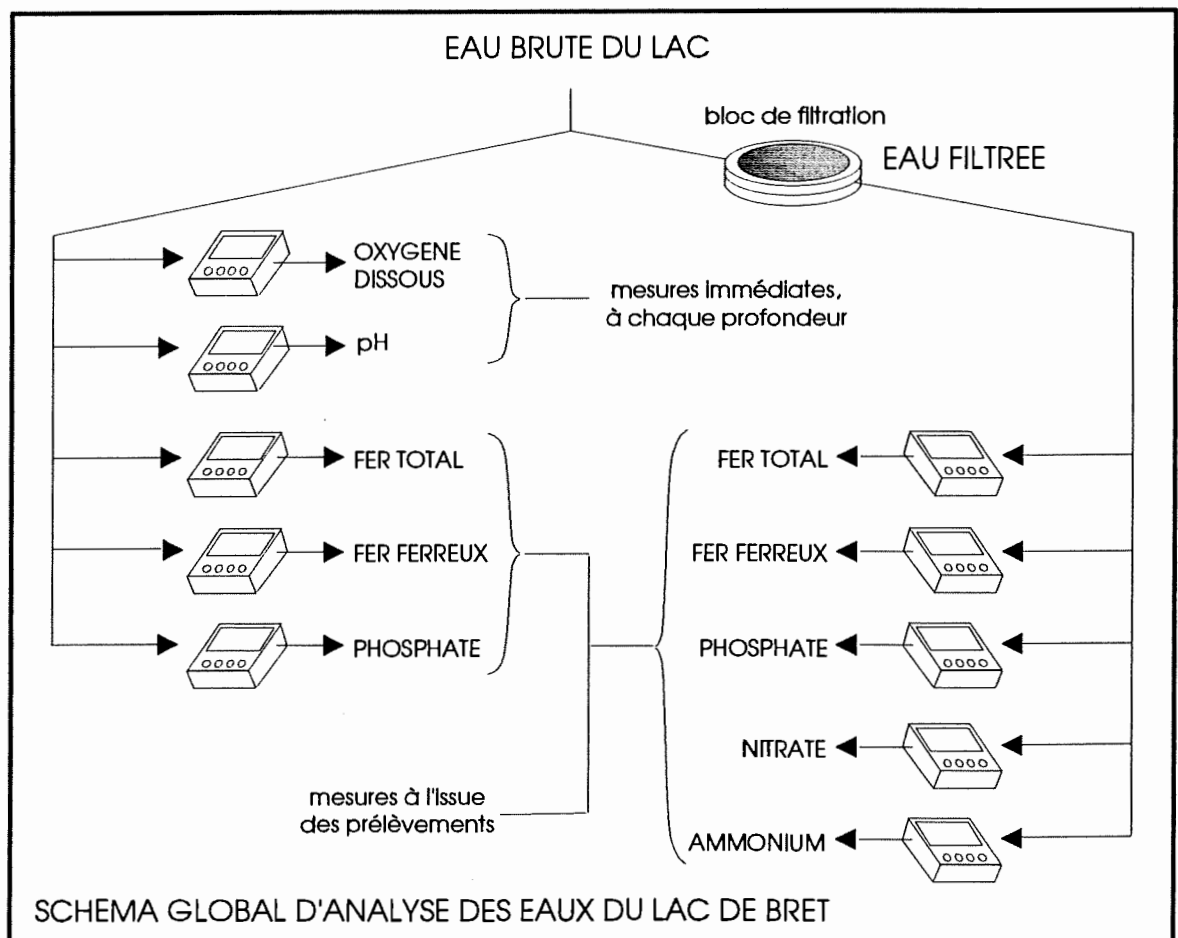 EAU BRUTE DU LAC
bloc de filtration
EAU FILTREE
OXYGENE
DISSOUS
pH
mesures immédiates,
à chaque profondeur
FER TOTAL
FER FERREUX
PHOSPHATE
FER TOTAL
FER FERREUX
PHOSPHATE
NITRATE
AMMONIUM
mesures à l'issue
des prélèvements
SCHEMA GLOBAL D'ANALYSE DES EAUX DU LAC DE BRET